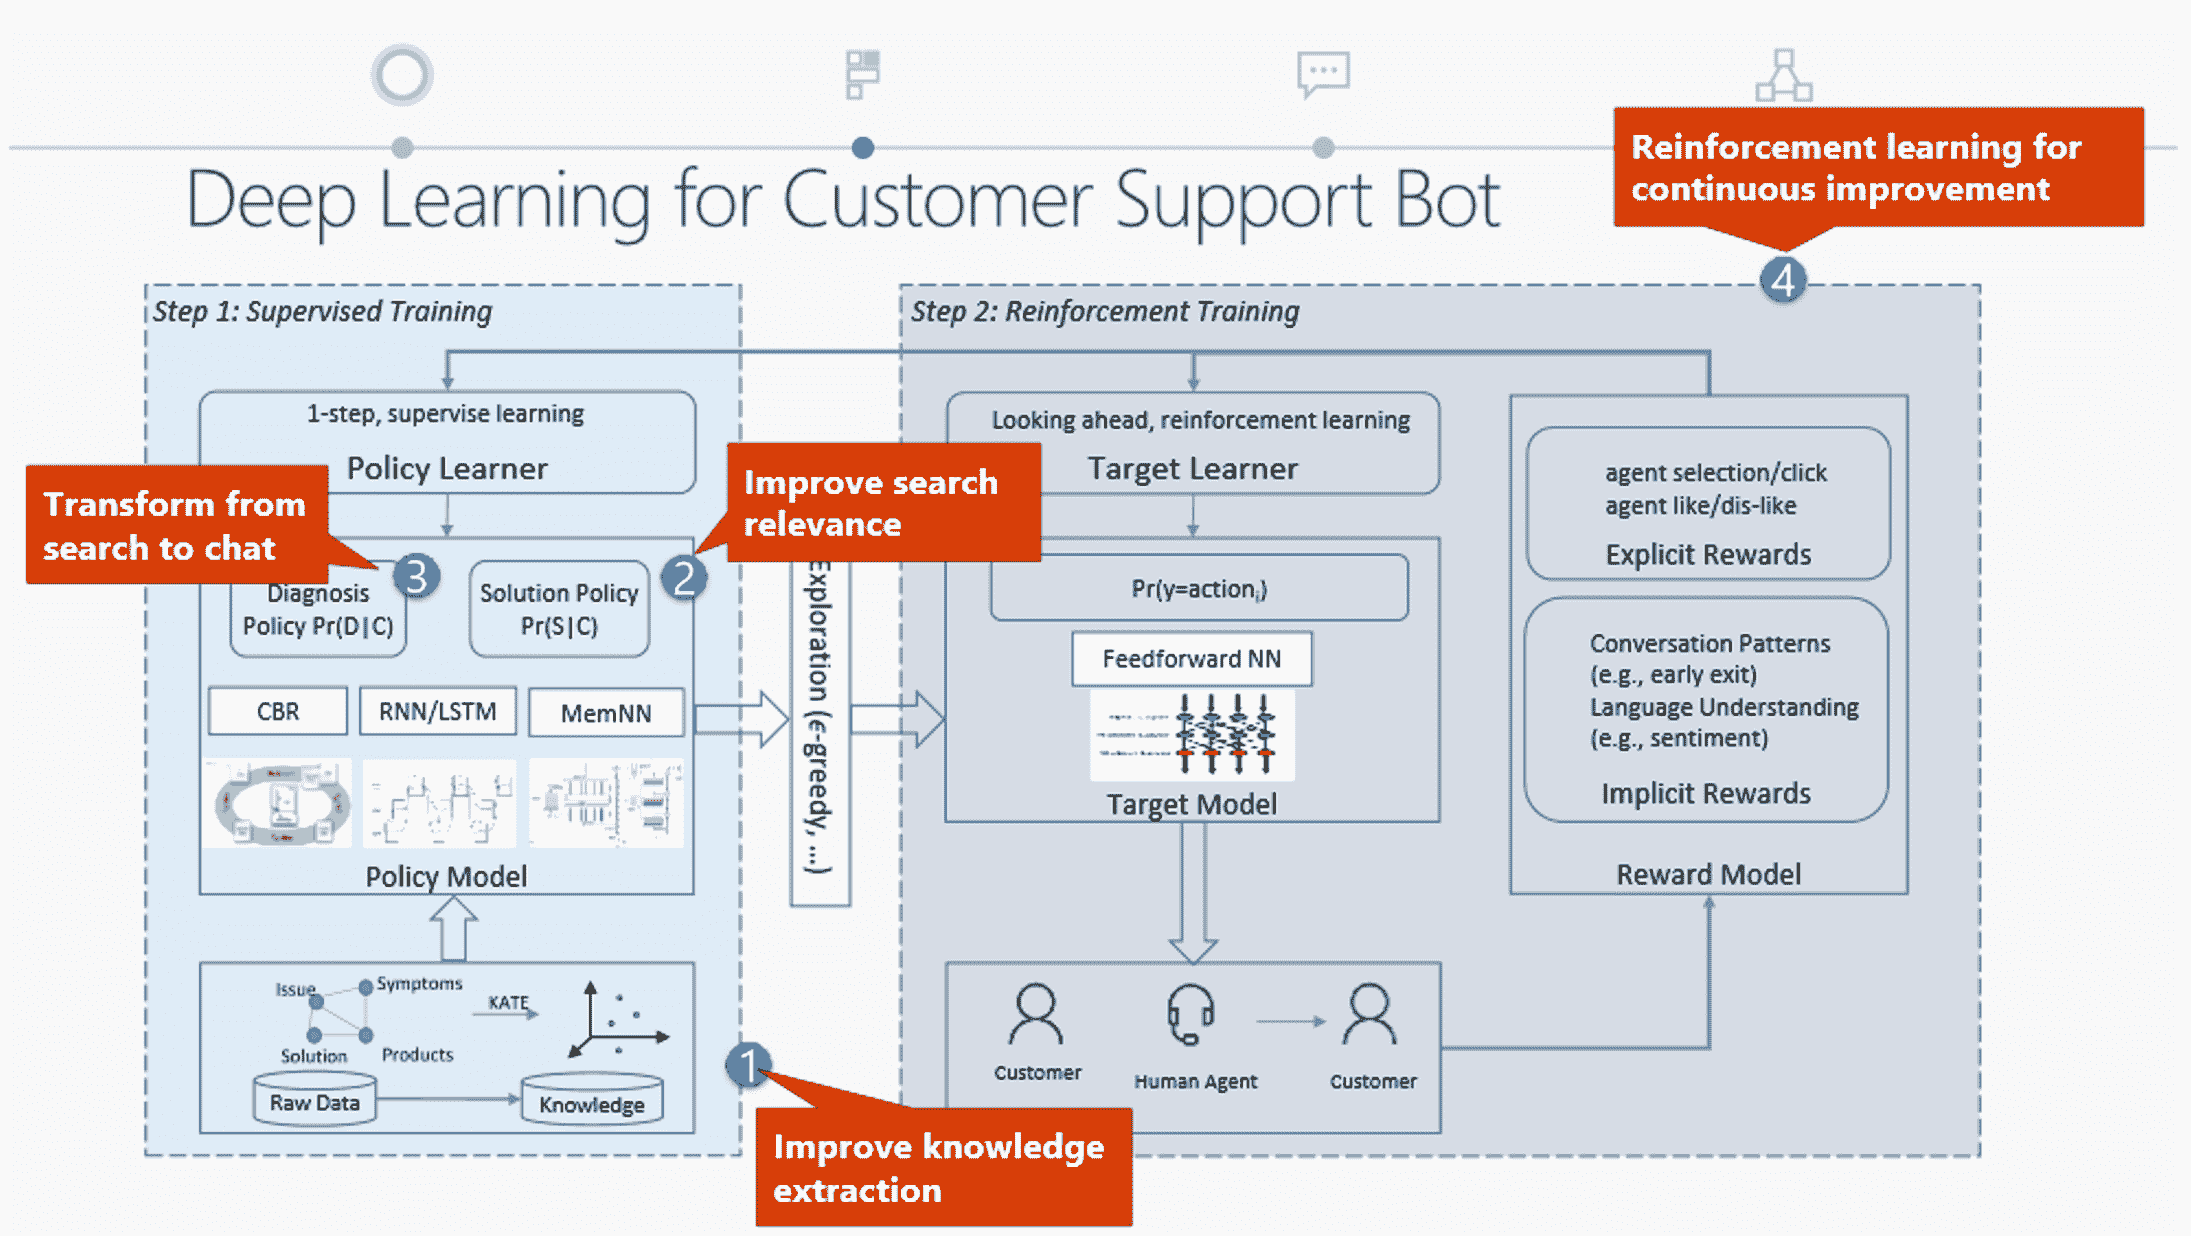 Reinforcement learning for
continuous improvement
Deep Learning for Customer Support Bot
4
Step 1: Supervised Training
1-step, supervise learning
Policy Learner
Transform from
search to chat
3
Improve search
relevance
2
Diagnosis
Policy Pr(D|C)
Solution Policy
Pr(S|C)
CBR
RNN/LSTM
MemNN
Policy Model
Issue
Symptoms
KATE
Solution
Products
Raw Data
Knowledge
1
Improve knowledge
extraction
Exploration (ϵ-greedy, ...)
Step 2: Reinforcement Training
Looking ahead, reinforcement learning
Target Learner
Pr(y=actionᵢ)
Feedforward NN
Target Model
Customer
Human Agent
Customer
agent selection/click
agent like/dis-like
Explicit Rewards
Conversation Patterns
(e.g., early exit)
Language Understanding
(e.g., sentiment)
Implicit Rewards
Reward Model